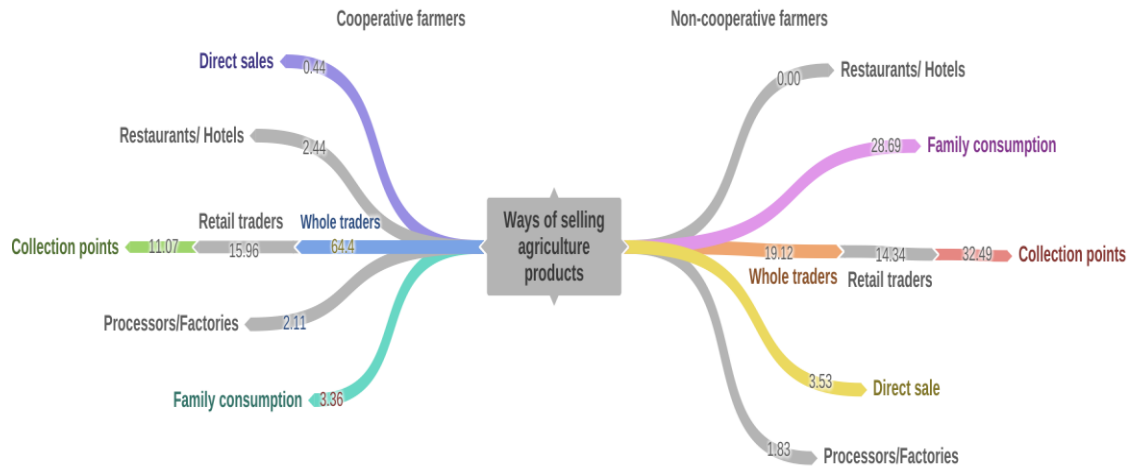 Cooperative farmers
Non-cooperative farmers
Direct sales
0.44
Restaurants/ Hotels
2.44
Retail traders
Whole traders
Collection points
11.07
15.96
64.4
Processors/Factories
2.11
Family consumption
3.36
Ways of selling
agriculture
products
0.00
Restaurants/ Hotels
28.69
Family consumption
19.12
14.34
32.49
Collection points
Whole traders
Retail traders
3.53
Direct sale
1.83
Processors/Factories